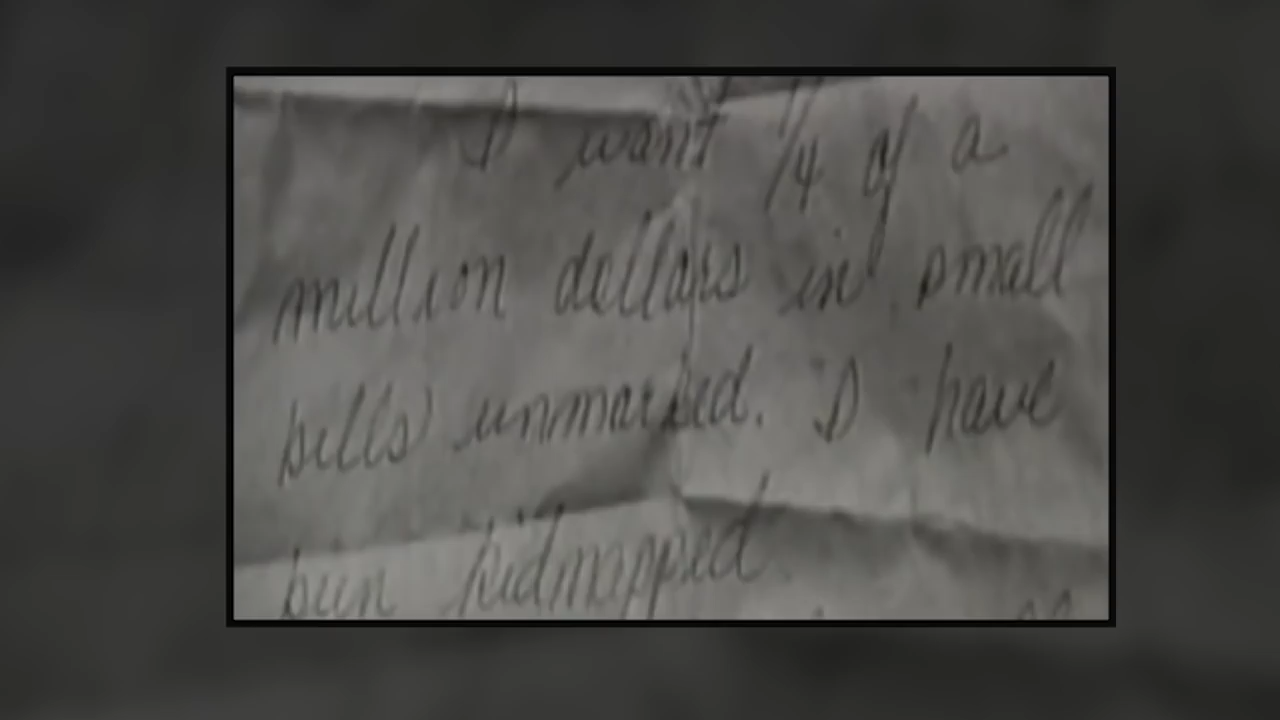 I want 1/4 of a
million dollars in small
bills unmarked. I have
been kidnapped